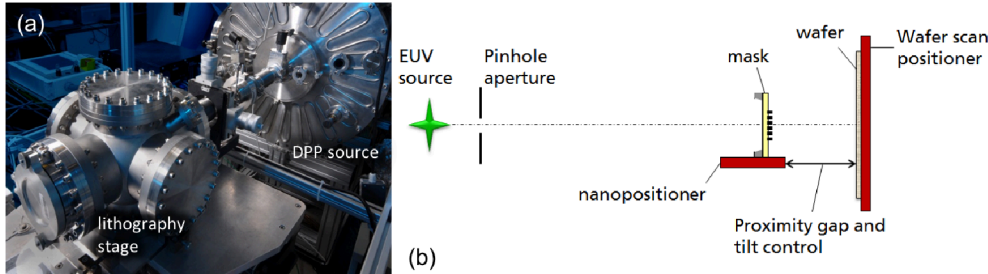 (a)
DPP source
lithography
stage
(b)
EUV
source
Pinhole
aperture
mask
wafer
Wafer scan
positioner
nanopositioner
Proximity gap and
tilt control